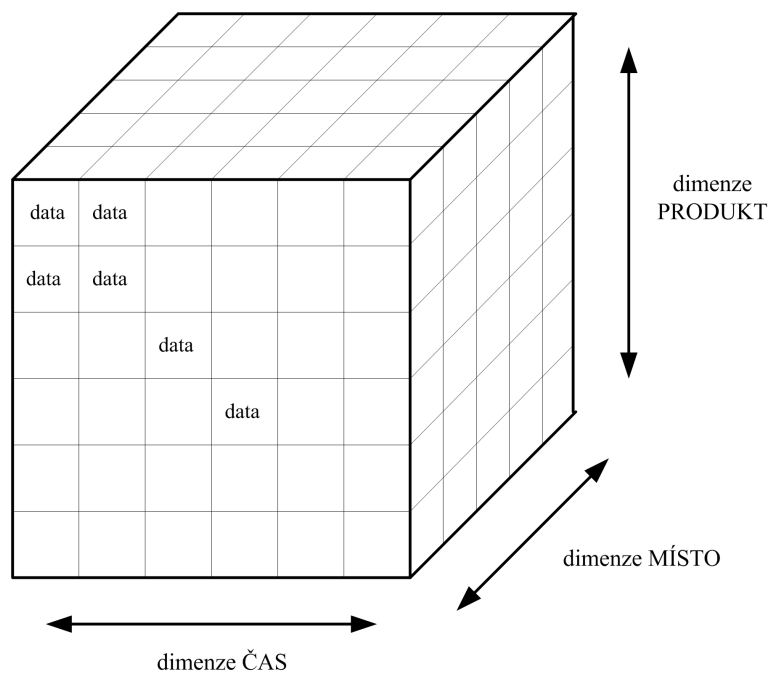 data data
data data
data
data
dimenze
PRODUKT
dimenze MÍSTO
dimenze ČAS